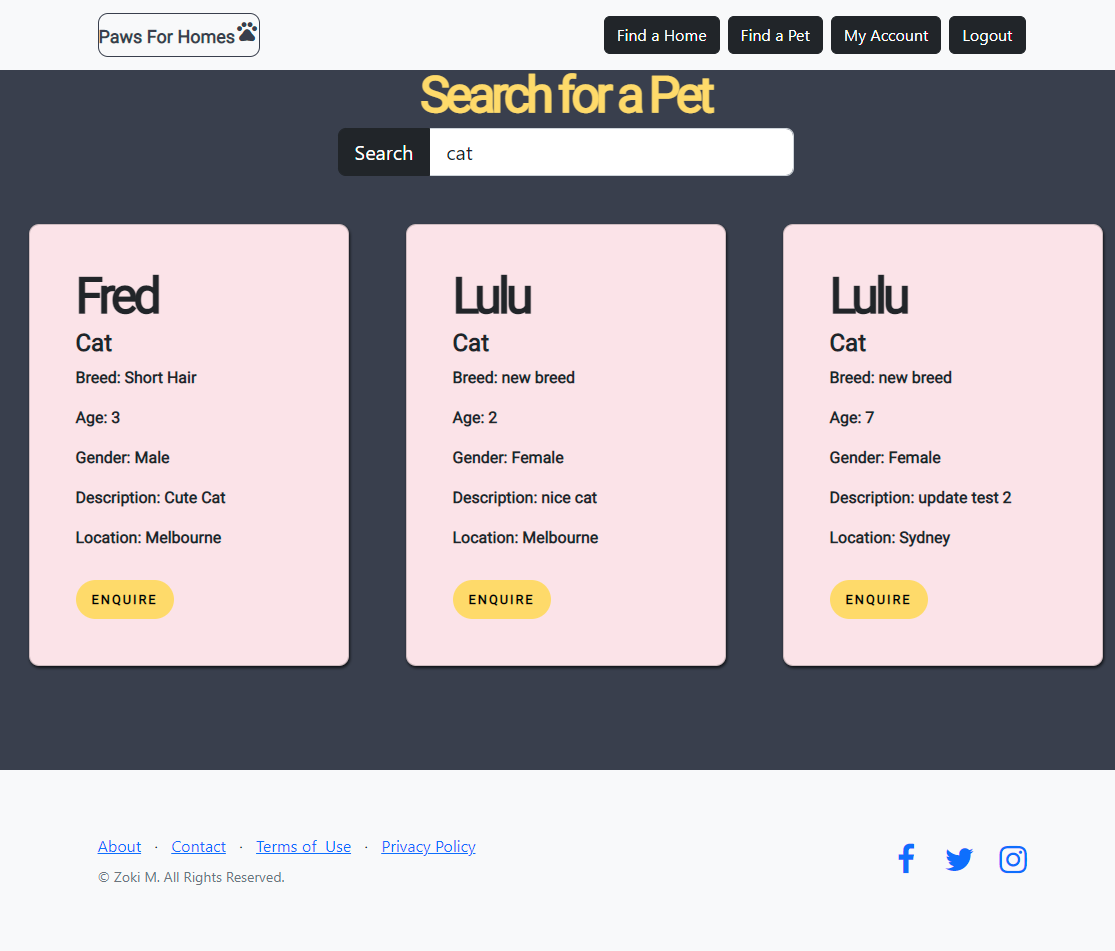 Paws For Homes
Find a Home
Find a Pet
My Account
Logout
Search for a Pet
Search
cat
Fred
Cat
Breed: Short Hair
Age: 3
Gender: Male
Description: Cute Cat
Location: Melbourne
ENQUIRE
Lulu
Cat
Breed: new breed
Age: 2
Gender: Female
Description: nice cat
Location: Melbourne
ENQUIRE
Lulu
Cat
Breed: new breed
Age: 7
Gender: Female
Description: update test 2
Location: Sydney
ENQUIRE
About · Contact · Terms of Use · Privacy Policy
© Zoki M. All Rights Reserved.